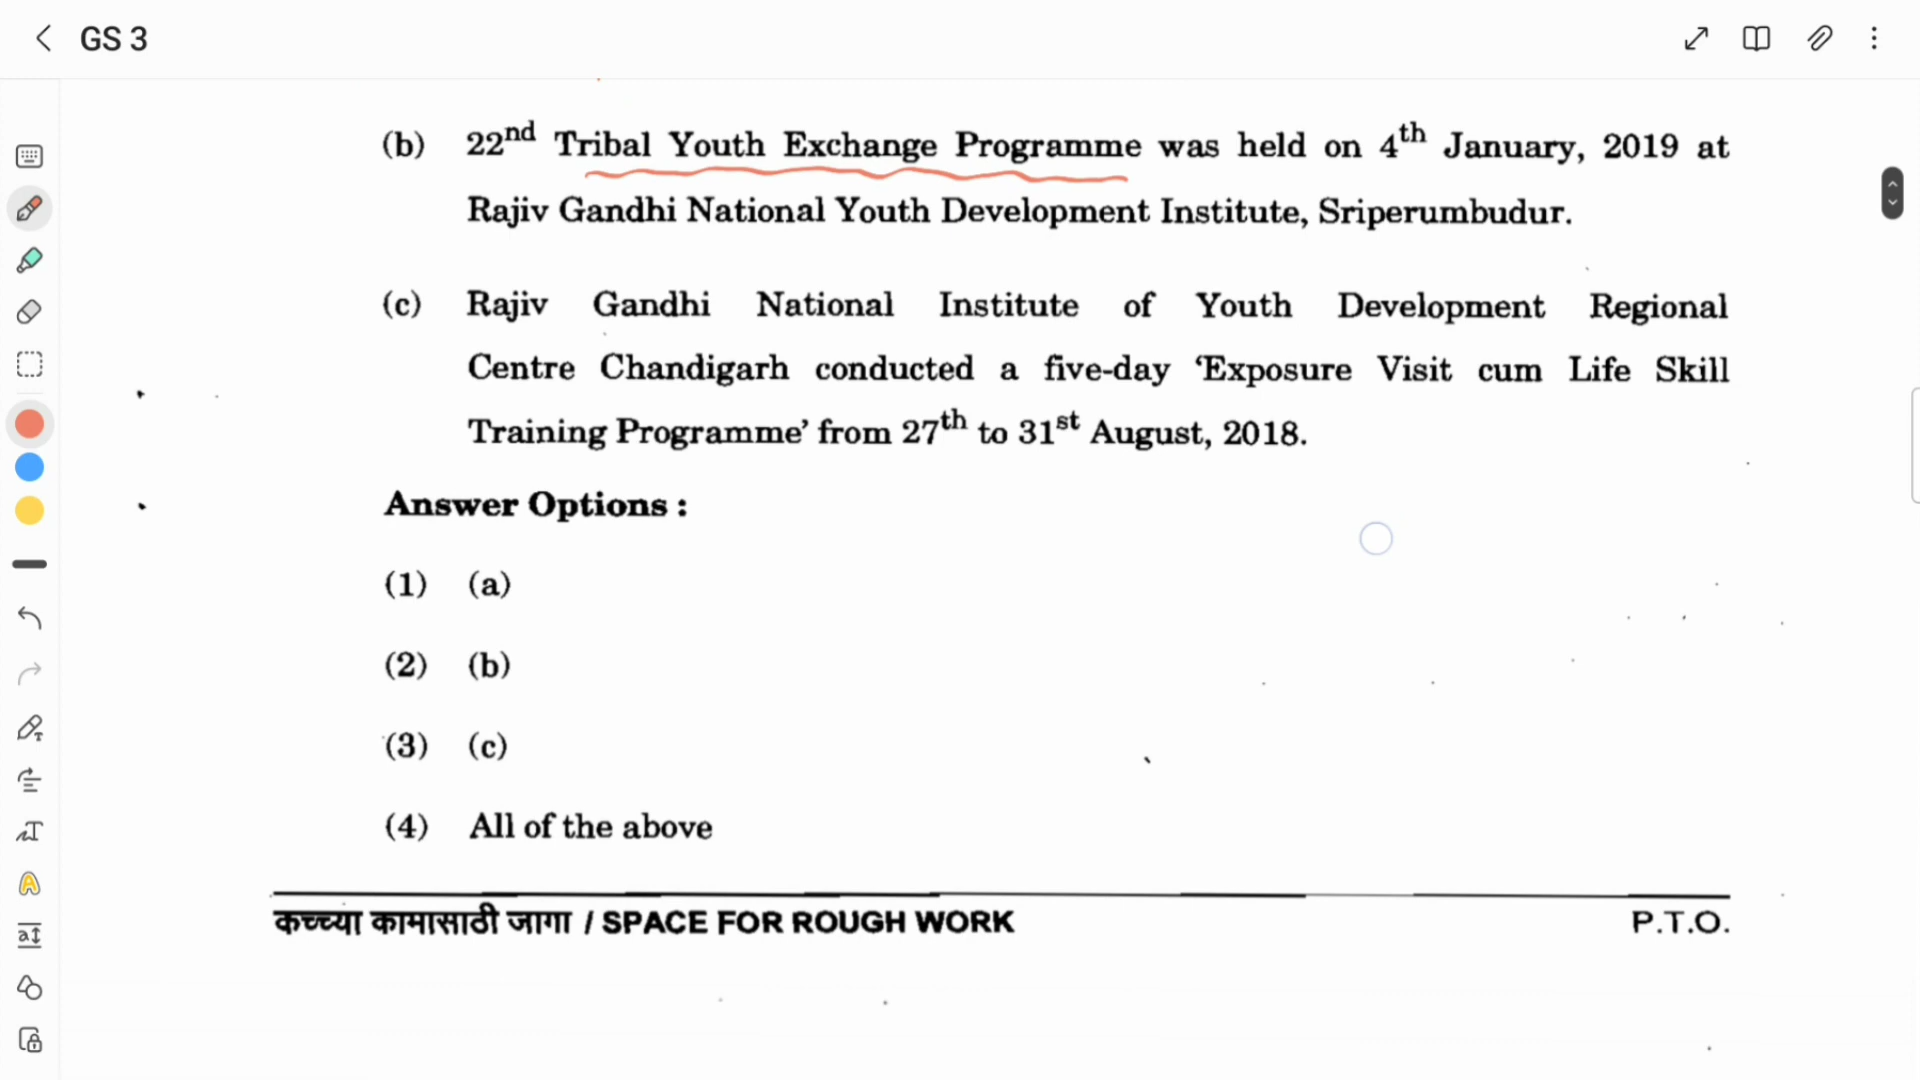 GS 3
(b) 22nd Tribal Youth Exchange Programme was held on 4th January, 2019 at
Rajiv Gandhi National Youth Development Institute, Sriperumbudur.
(c) Rajiv Gandhi National Institute of Youth Development Regional
Centre Chandigarh conducted a five-day ‘Exposure Visit cum Life Skill
Training Programme’ from 27th to 31st August, 2018.
Answer Options :
(1) (a)
(2) (b)
(3) (c)
(4) All of the above
कच्च्या कामासाठी जागा / SPACE FOR ROUGH WORK P.T.O.